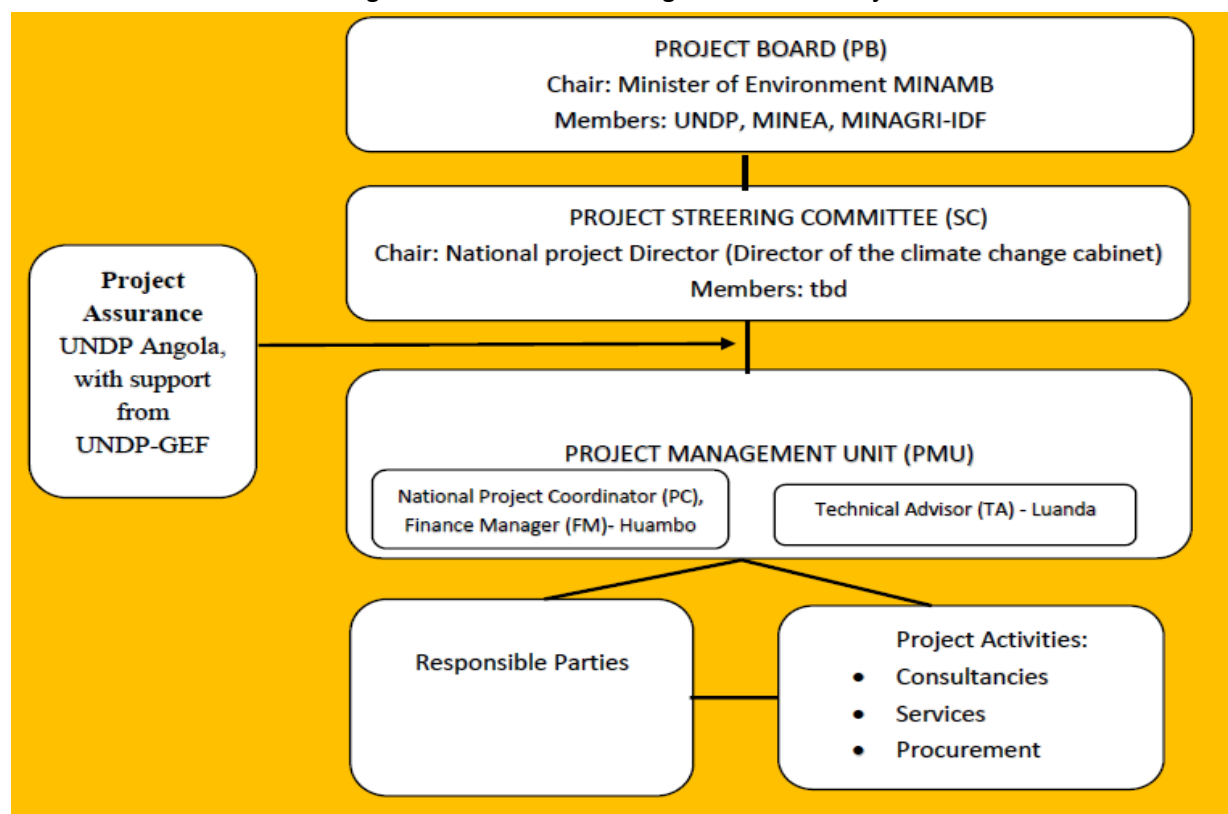 PROJECT BOARD (PB)
Chair: Minister of Environment MINAMB
Members: UNDP, MINEA, MINAGRI-IDF
PROJECT STREERING COMMITTEE (SC)
Chair: National project Director (Director of the climate change cabinet)
Members: tbd
Project
Assurance
UNDP Angola,
with support
from
UNDP-GEF
PROJECT MANAGEMENT UNIT (PMU)
National Project Coordinator (PC),
Finance Manager (FM)- Huambo
Technical Advisor (TA) - Luanda
Responsible Parties
Project Activities:
• Consultancies
• Services
• Procurement